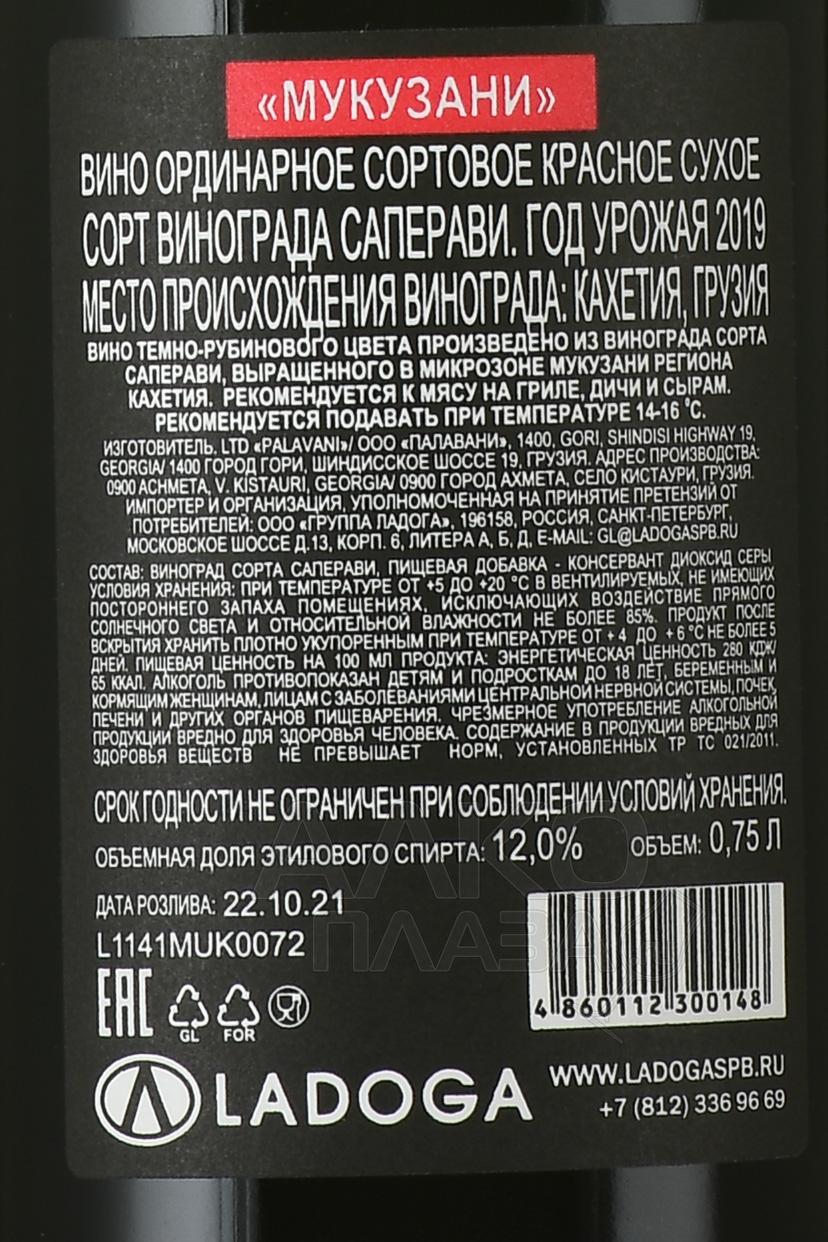 «МУКУЗАНИ»
ВИНО ОРДИНАРНОЕ СОРТОВОЕ КРАСНОЕ СУХОЕ
СОРТ ВИНОГРАДА САПЕРАВИ. ГОД УРОЖАЯ 2019
МЕСТО ПРОИСХОЖДЕНИЯ ВИНОГРАДА: КАХЕТИЯ, ГРУЗИЯ
ВИНО ТЕМНО-РУБИНОВОГО ЦВЕТА ПРОИЗВЕДЕНО ИЗ ВИНОГРАДА СОРТА
САПЕРАВИ, ВЫРАЩЕННОГО В МИКРОЗОНЕ МУКУЗАНИ РЕГИОНА
КАХЕТИЯ. РЕКОМЕНДУЕТСЯ К МЯСУ НА ГРИЛЕ, ДИЧИ И СЫРАМ.
РЕКОМЕНДУЕТСЯ ПОДАВАТЬ ПРИ ТЕМПЕРАТУРЕ 14-16 °С.
ИЗГОТОВИТЕЛЬ. LTD «PALAVANI»/ ООО «ПАЛАВАНИ», 1400, GORI, SHINDISI HIGHWAY 19,
GEORGIA/ 1400 ГОРОД ГОРИ, ШИНДИССКОЕ ШОССЕ 19, ГРУЗИЯ. АДРЕС ПРОИЗВОДСТВА:
0900 ACHMETA, V. KISTAURI, GEORGIA/ 0900 ГОРОД АХМЕТА, СЕЛО КИСТАУРИ, ГРУЗИЯ.
ИМПОРТЕР И ОРГАНИЗАЦИЯ, УПОЛНОМОЧЕННАЯ НА ПРИНЯТИЕ ПРЕТЕНЗИЙ ОТ
ПОТРЕБИТЕЛЕЙ: ООО «ГРУППА ЛАДОГА», 196158, РОССИЯ, САНКТ-ПЕТЕРБУРГ,
МОСКОВСКОЕ ШОССЕ Д.13, КОРП. 6, ЛИТЕРА А, Б, Д, E-MAIL: GL@LADOGASPB.RU
СОСТАВ: ВИНОГРАД СОРТА САПЕРАВИ, ПИЩЕВАЯ ДОБАВКА - КОНСЕРВАНТ ДИОКСИД СЕРЫ
УСЛОВИЯ ХРАНЕНИЯ: ПРИ ТЕМПЕРАТУРЕ ОТ +5 ДО +20 °С В ВЕНТИЛИРУЕМЫХ, НЕ ИМЕЮЩИХ
ПОСТОРОННЕГО ЗАПАХА ПОМЕЩЕНИЯХ, ИСКЛЮЧАЮЩИХ ВОЗДЕЙСТВИЕ ПРЯМОГО
СОЛНЕЧНОГО СВЕТА И ОТНОСИТЕЛЬНОЙ ВЛАЖНОСТИ НЕ БОЛЕЕ 85%. ПРОДУКТ ПОСЛЕ
ВСКРЫТИЯ ХРАНИТЬ ПЛОТНО УКУПОРЕННЫМ ПРИ ТЕМПЕРАТУРЕ ОТ + 4 ДО + 6 °С НЕ БОЛЕЕ 5
ДНЕЙ. ПИЩЕВАЯ ЦЕННОСТЬ НА 100 МЛ ПРОДУКТА: ЭНЕРГЕТИЧЕСКАЯ ЦЕННОСТЬ 280 КДЖ/
65 ККАЛ. АЛКОГОЛЬ ПРОТИВОПОКАЗАН ДЕТЯМ И ПОДРОСТКАМ ДО 18 ЛЕТ, БЕРЕМЕННЫМ И
КОРМЯЩИМ ЖЕНЩИНАМ, ЛИЦАМ С ЗАБОЛЕВАНИЯМИ ЦЕНТРАЛЬНОЙ НЕРВНОЙ СИСТЕМЫ, ПОЧЕК,
ПЕЧЕНИ И ДРУГИХ ОРГАНОВ ПИЩЕВАРЕНИЯ. ЧРЕЗМЕРНОЕ УПОТРЕБЛЕНИЕ АЛКОГОЛЬНОЙ
ПРОДУКЦИИ ВРЕДНО ДЛЯ ЗДОРОВЬЯ ЧЕЛОВЕКА. СОДЕРЖАНИЕ В ПРОДУКЦИИ ВРЕДНЫХ ДЛЯ
ЗДОРОВЬЯ ВЕЩЕСТВ НЕ ПРЕВЫШАЕТ НОРМ, УСТАНОВЛЕННЫХ ТР ТС 021/2011.
СРОК ГОДНОСТИ НЕ ОГРАНИЧЕН ПРИ СОБЛЮДЕНИИ УСЛОВИЙ ХРАНЕНИЯ.
ОБЪЕМНАЯ ДОЛЯ ЭТИЛОВОГО СПИРТА: 12,0% ОБЪЕМ: 0,75 Л
АЛКО
ПЛАЗА
ДАТА РОЗЛИВА: 22.10.21
L1141MUK0072
4 860112 300148
EAC
GL FOR
LADOGA
WWW.LADOGASPB.RU
+7 (812) 336 96 69